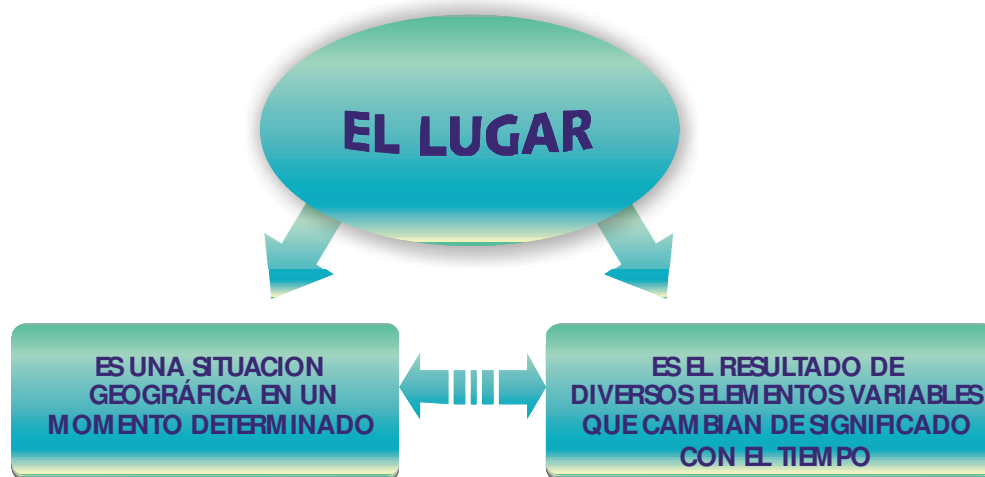 EL LUGAR
ES UNA SITUACION
GEOGRÁFICA EN UN
MOMENTO DETERMINADO
ES EL RESULTADO DE
DIVERSOS ELEMENTOS VARIABLES
QUE CAMBIAN DE SIGNIFICADO
CON EL TIEMPO